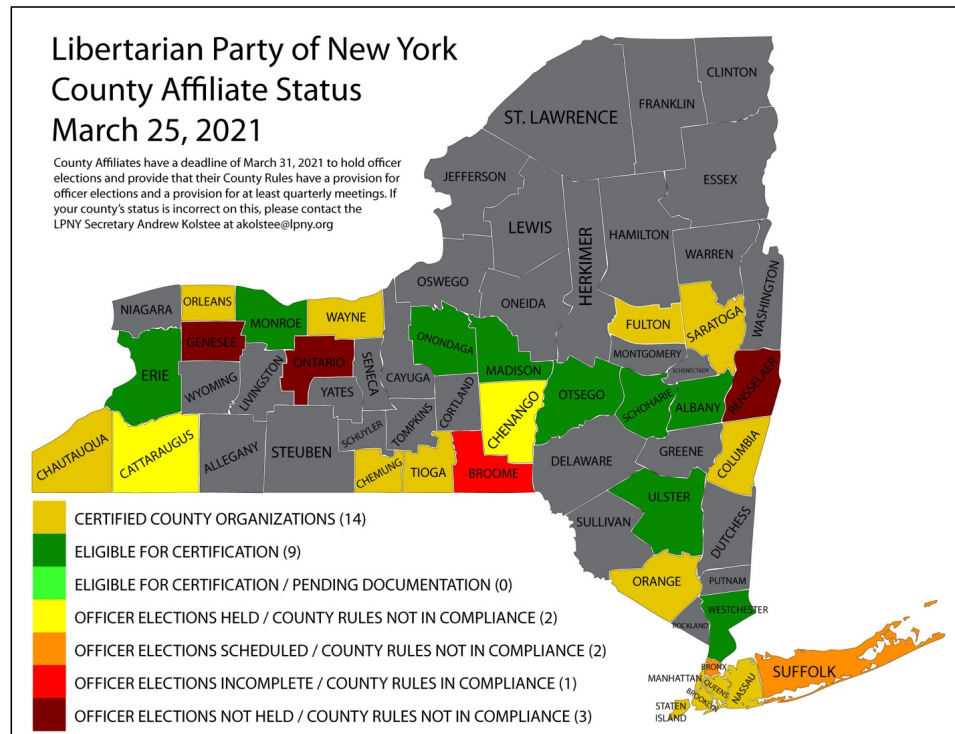 Libertarian Party of New York
County Affiliate Status
March 25, 2021
County Affiliates have a deadline of March 31, 2021 to hold officer
elections and provide that their County Rules have a provision for
officer elections and a provision for at least quarterly meetings. If
your county's status is incorrect on this, please contact the
LPNY Secretary Andrew Kolstee at akolstee@lpny.org
CLINTON
FRANKLIN
ST. LAWRENCE
JEFFERSON
ESSEX
LEWIS
HAMILTON
HERKIMER
WARREN
WASHINGTON
OSWEGO
ONEIDA
NIAGARA
ORLEANS
MONROE
WAYNE
FULTON
SARATOGA
GENESEE
ONTARIO
SENECA
CAYUGA
ONONDAGA
MADISON
MONTGOMERY
SCHENECTADY
RENSSELAER
ERIE
WYOMING
LIVINGSTON
YATES
CORTLAND
CHENANGO
OTSEGO
SCHOHARIE
ALBANY
CHAUTAUQUA
CATTARAUGUS
ALLEGANY
STEUBEN
SCHUYLER
TOMPKINS
CHEMUNG
TIOGA
BROOME
DELAWARE
GREENE
COLUMBIA
ULSTER
SULLIVAN
DUTCHESS
ORANGE
PUTNAM
ROCKLAND
WESTCHESTER
BRONX
MANHATTAN
QUEENS
BROOKLYN
NASSAU
SUFFOLK
STATEN
ISLAND
CERTIFIED COUNTY ORGANIZATIONS (14)
ELIGIBLE FOR CERTIFICATION (9)
ELIGIBLE FOR CERTIFICATION / PENDING DOCUMENTATION (0)
OFFICER ELECTIONS HELD / COUNTY RULES NOT IN COMPLIANCE (2)
OFFICER ELECTIONS SCHEDULED / COUNTY RULES NOT IN COMPLIANCE (2)
OFFICER ELECTIONS INCOMPLETE / COUNTY RULES IN COMPLIANCE (1)
OFFICER ELECTIONS NOT HELD / COUNTY RULES NOT IN COMPLIANCE (3)